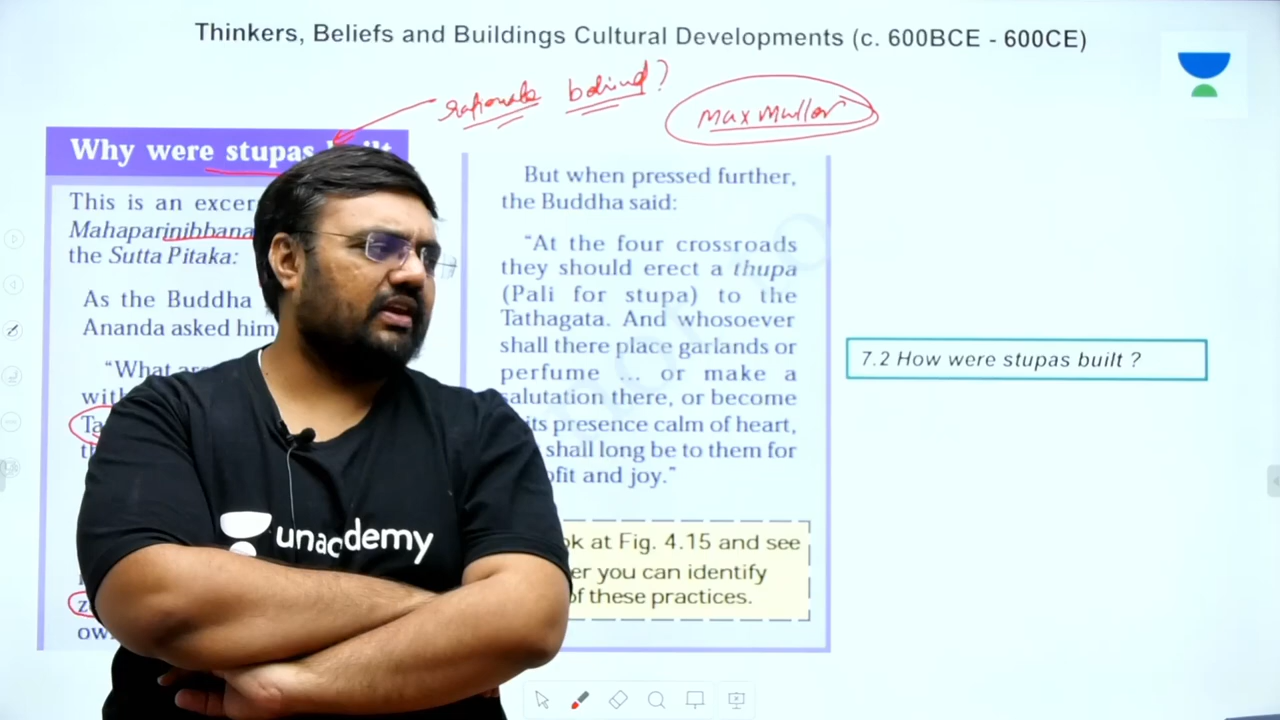 Thinkers, Beliefs and Buildings Cultural Developments (c. 600BCE - 600CE)
rationale behind?
Max Muller
Why were stupas built
This is an excer
Mahaparinibbana
the Sutta Pitaka:
As the Buddha
Ananda asked him
“What are
with
Ta
ow
But when pressed further,
the Buddha said:
“At the four crossroads
they should erect a thupa
(Pali for stupa) to the
Tathagata. And whosoever
shall there place garlands or
perfume ... or make a
salutation there, or become
its presence calm of heart,
shall long be to them for
ofit and joy.”
ok at Fig. 4.15 and see
er you can identify
of these practices.
7.2 How were stupas built ?
unacademy